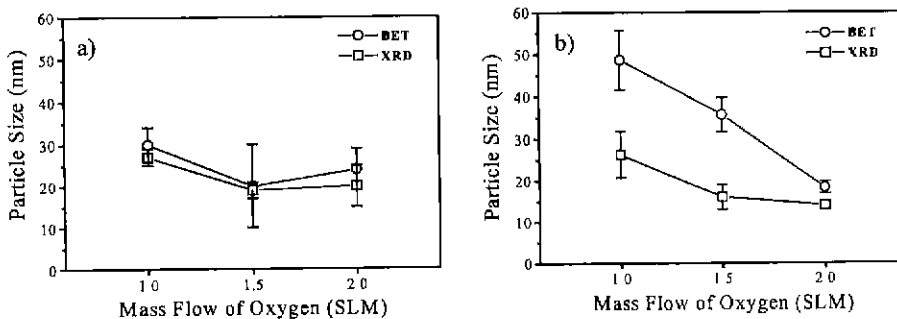 a)
BET
XRD
Particle Size (nm)
60
50
40
30
20
10
0
1 0
1.5
2 0
Mass Flow of Oxygen (SLM)
b)
BET
XRD
Particle Size (nm)
60
50
40
30
20
10
0
1 0
1 5
2 0
Mass Flow of Oxygen (SLM)